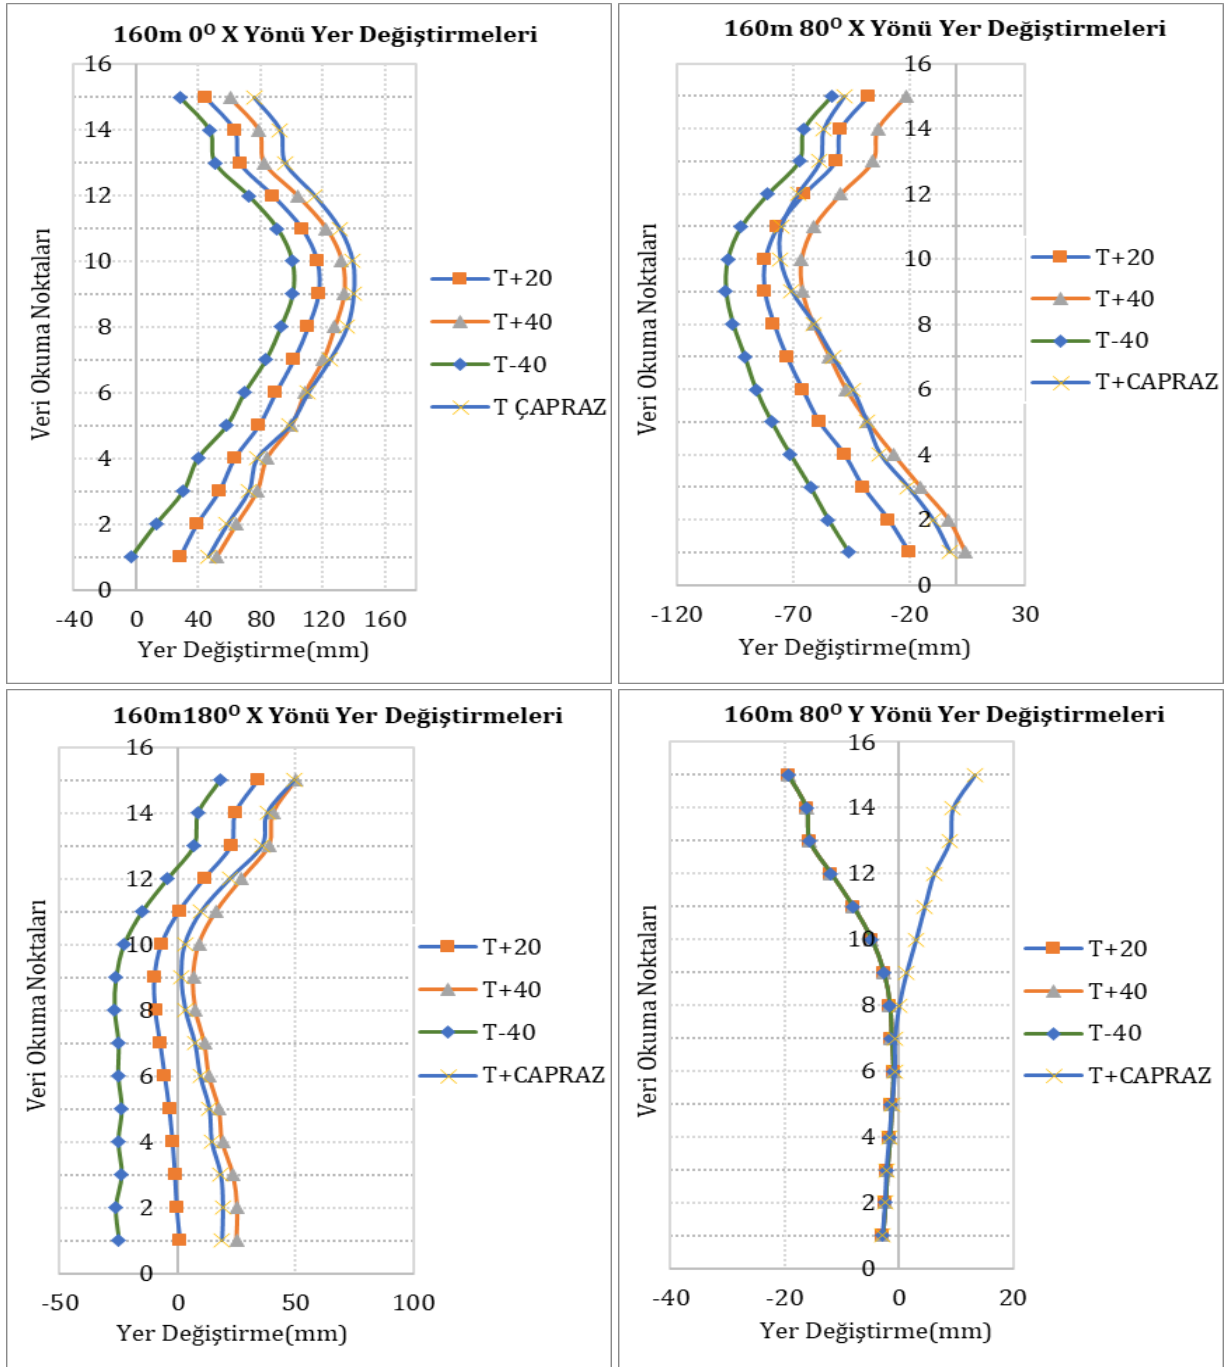 160m 0⁰ X Yönü Yer Değiştirmeleri
16
14
12
10
8
6
4
2
0
-40 0 40 80 120 160
Veri Okuma Noktaları
Yer Değiştirme(mm)
T+20
T+40
T-40
T ÇAPRAZ
160m 80⁰ X Yönü Yer Değiştirmeleri
16
14
12
10
8
6
4
2
0
-120 -70 -20 30
Veri Okuma Noktaları
Yer Değiştirme(mm)
T+20
T+40
T-40
T+CAPRAZ
160m180⁰ X Yönü Yer Değiştirmeleri
16
14
12
10
8
6
4
2
0
-50 0 50 100
Veri Okuma Noktaları
Yer Değiştirme(mm)
T+20
T+40
T-40
T+CAPRAZ
160m 80⁰ Y Yönü Yer Değiştirmeleri
16
14
12
10
8
6
4
2
0
-40 -20 0 20
Veri Okuma Noktaları
Yer Değiştirme(mm)
T+20
T+40
T-40
T+CAPRAZ